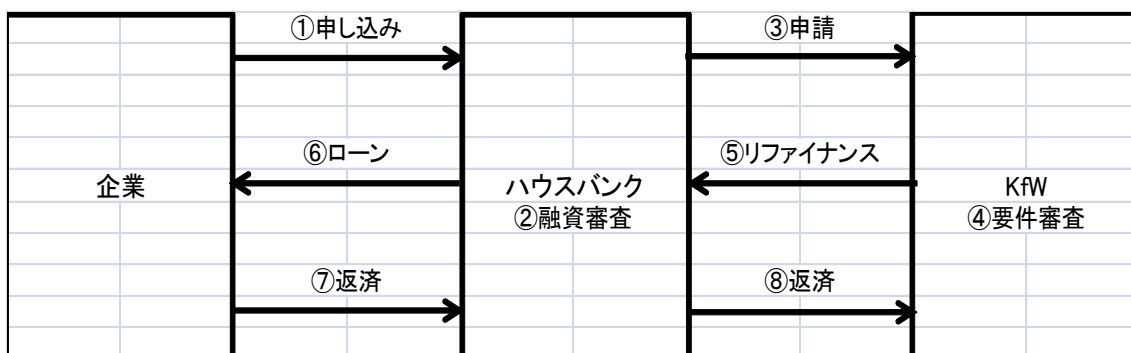 ①申し込み
③申請
⑥ローン
⑤リファイナンス
企業
ハウスバンク
②融資審査
KfW
④要件審査
⑦返済
⑧返済